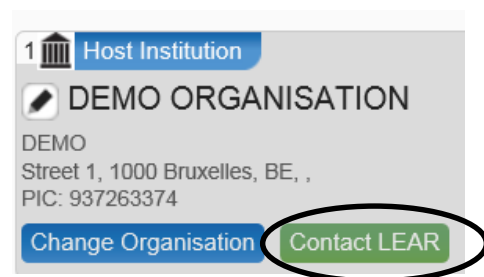 1 Host Institution
DEMO ORGANISATION
DEMO
Street 1, 1000 Bruxelles, BE, ,
PIC: 937263374
Change Organisation Contact LEAR